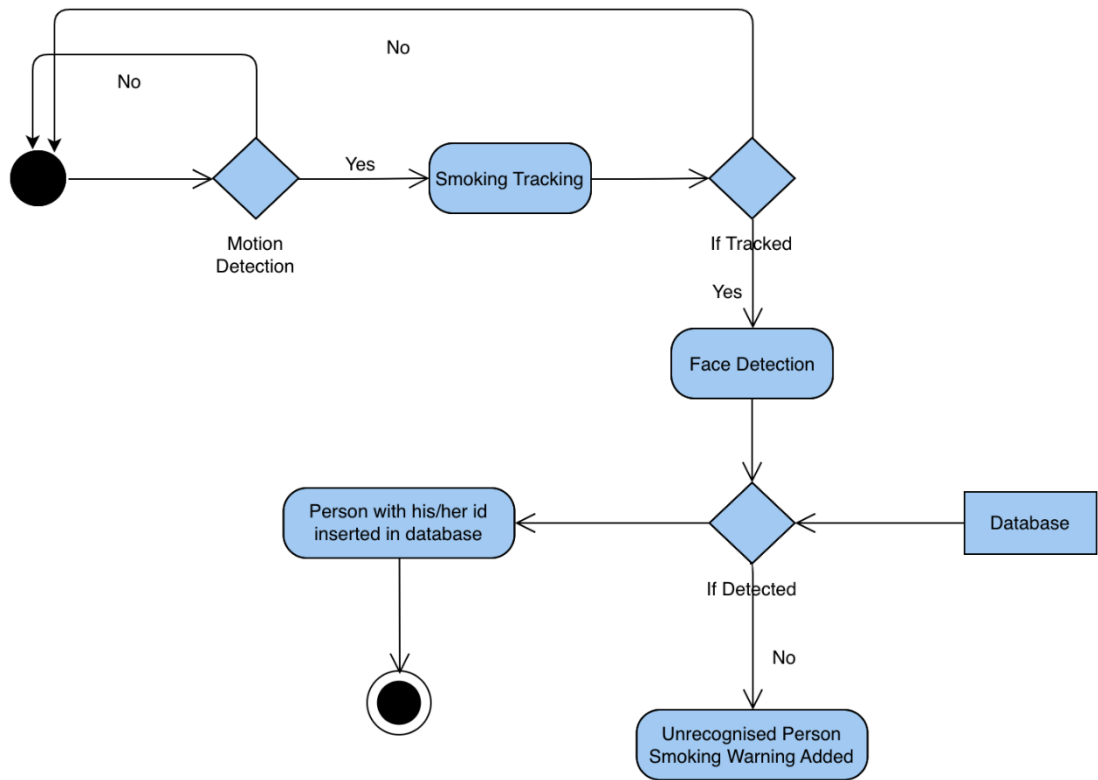 No
No
Yes
Smoking Tracking
Motion
Detection
If Tracked
Yes
Face Detection
Person with his/her id
inserted in database
Database
If Detected
No
Unrecognised Person
Smoking Warning Added